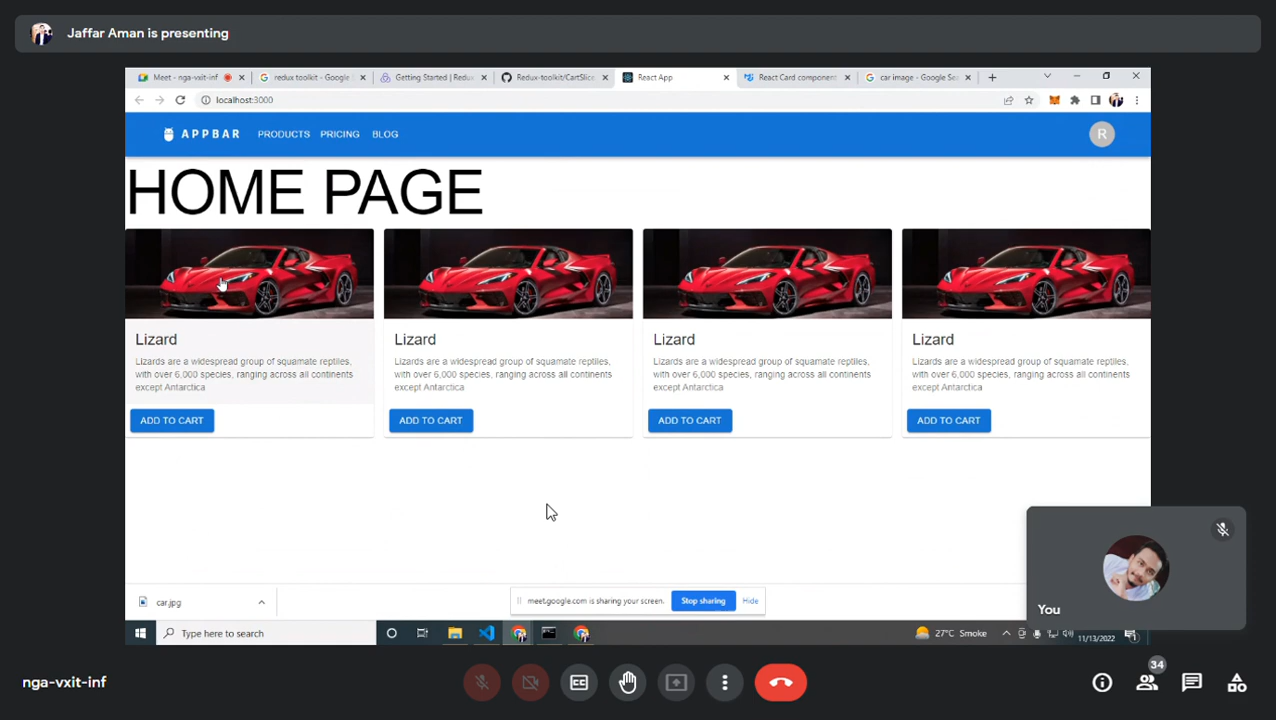 Jaffar Aman is presenting
Meet - nga-vxit-inf
redux toolkit - Google
Getting Started | Redux
Redux-toolkit/CartSlice
React App
React Card component
car image - Google Sea
localhost:3000
APPBAR PRODUCTS PRICING BLOG R
HOME PAGE
Lizard
Lizards are a widespread group of squamate reptiles,
with over 6,000 species, ranging across all continents
except Antarctica
ADD TO CART
Lizard
Lizards are a widespread group of squamate reptiles,
with over 6,000 species, ranging across all continents
except Antarctica
ADD TO CART
Lizard
Lizards are a widespread group of squamate reptiles,
with over 6,000 species, ranging across all continents
except Antarctica
ADD TO CART
Lizard
Lizards are a widespread group of squamate reptiles,
with over 6,000 species, ranging across all continents
except Antarctica
ADD TO CART
car.jpg
meet.google.com is sharing your screen.
Stop sharing
Hide
You
Type here to search
27°C Smoke
11/13/2022
nga-vxit-inf
CC
34